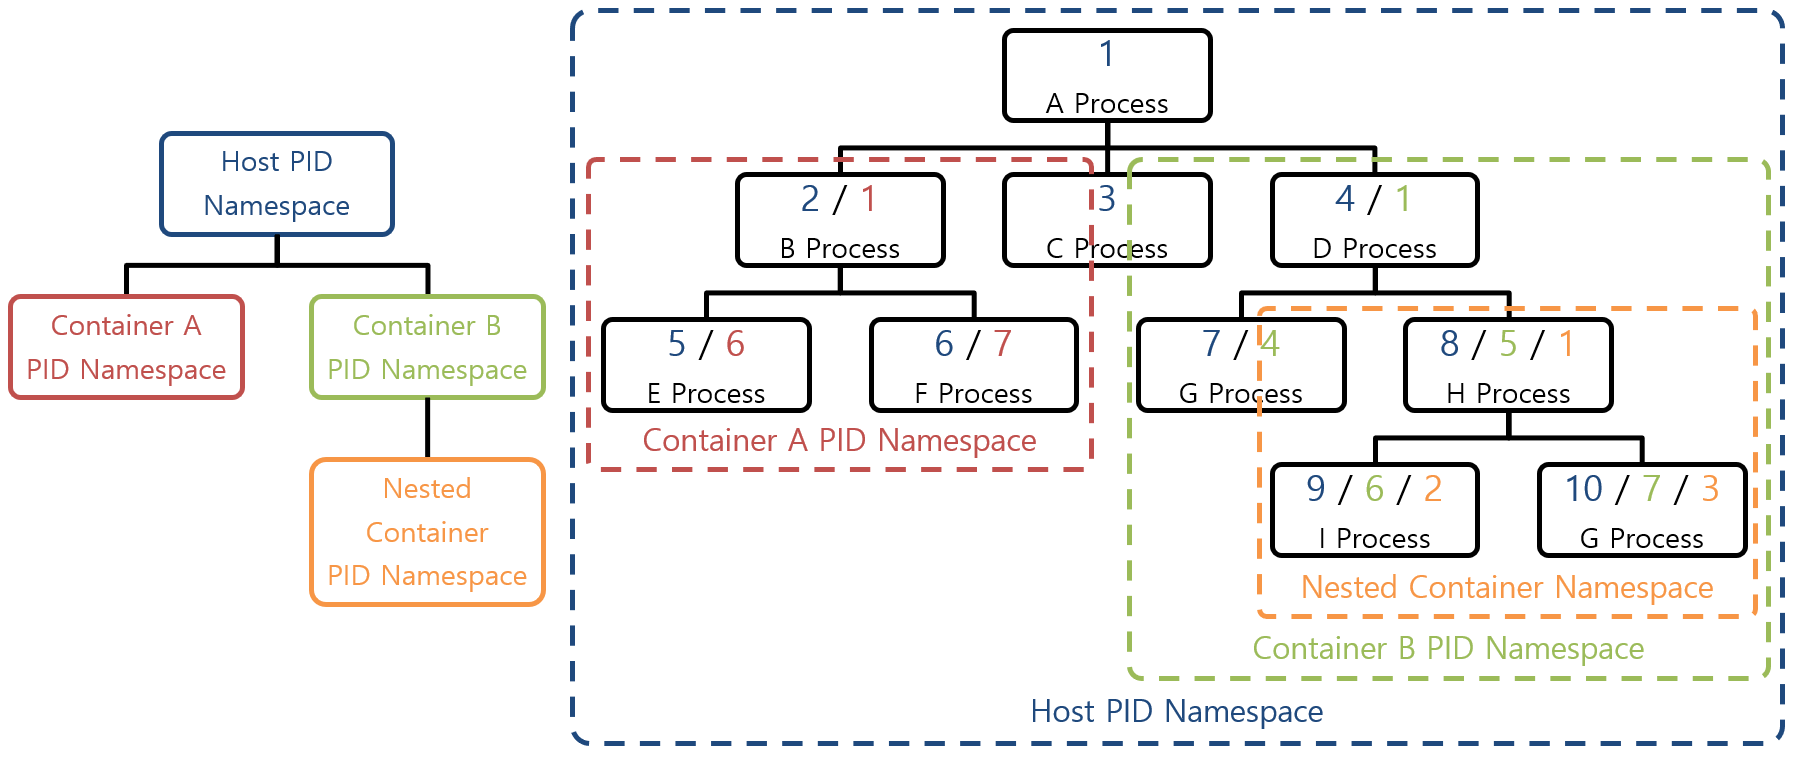 Host PID
Namespace
Container A
PID Namespace
Container B
PID Namespace
Nested
Container
PID Namespace
1
A Process
2 / 1
B Process
3
C Process
4 / 1
D Process
5 / 6
E Process
6 / 7
F Process
7 / 4
G Process
8 / 5 / 1
H Process
Container A PID Namespace
9 / 6 / 2
I Process
10 / 7 / 3
G Process
Nested Container Namespace
Container B PID Namespace
Host PID Namespace